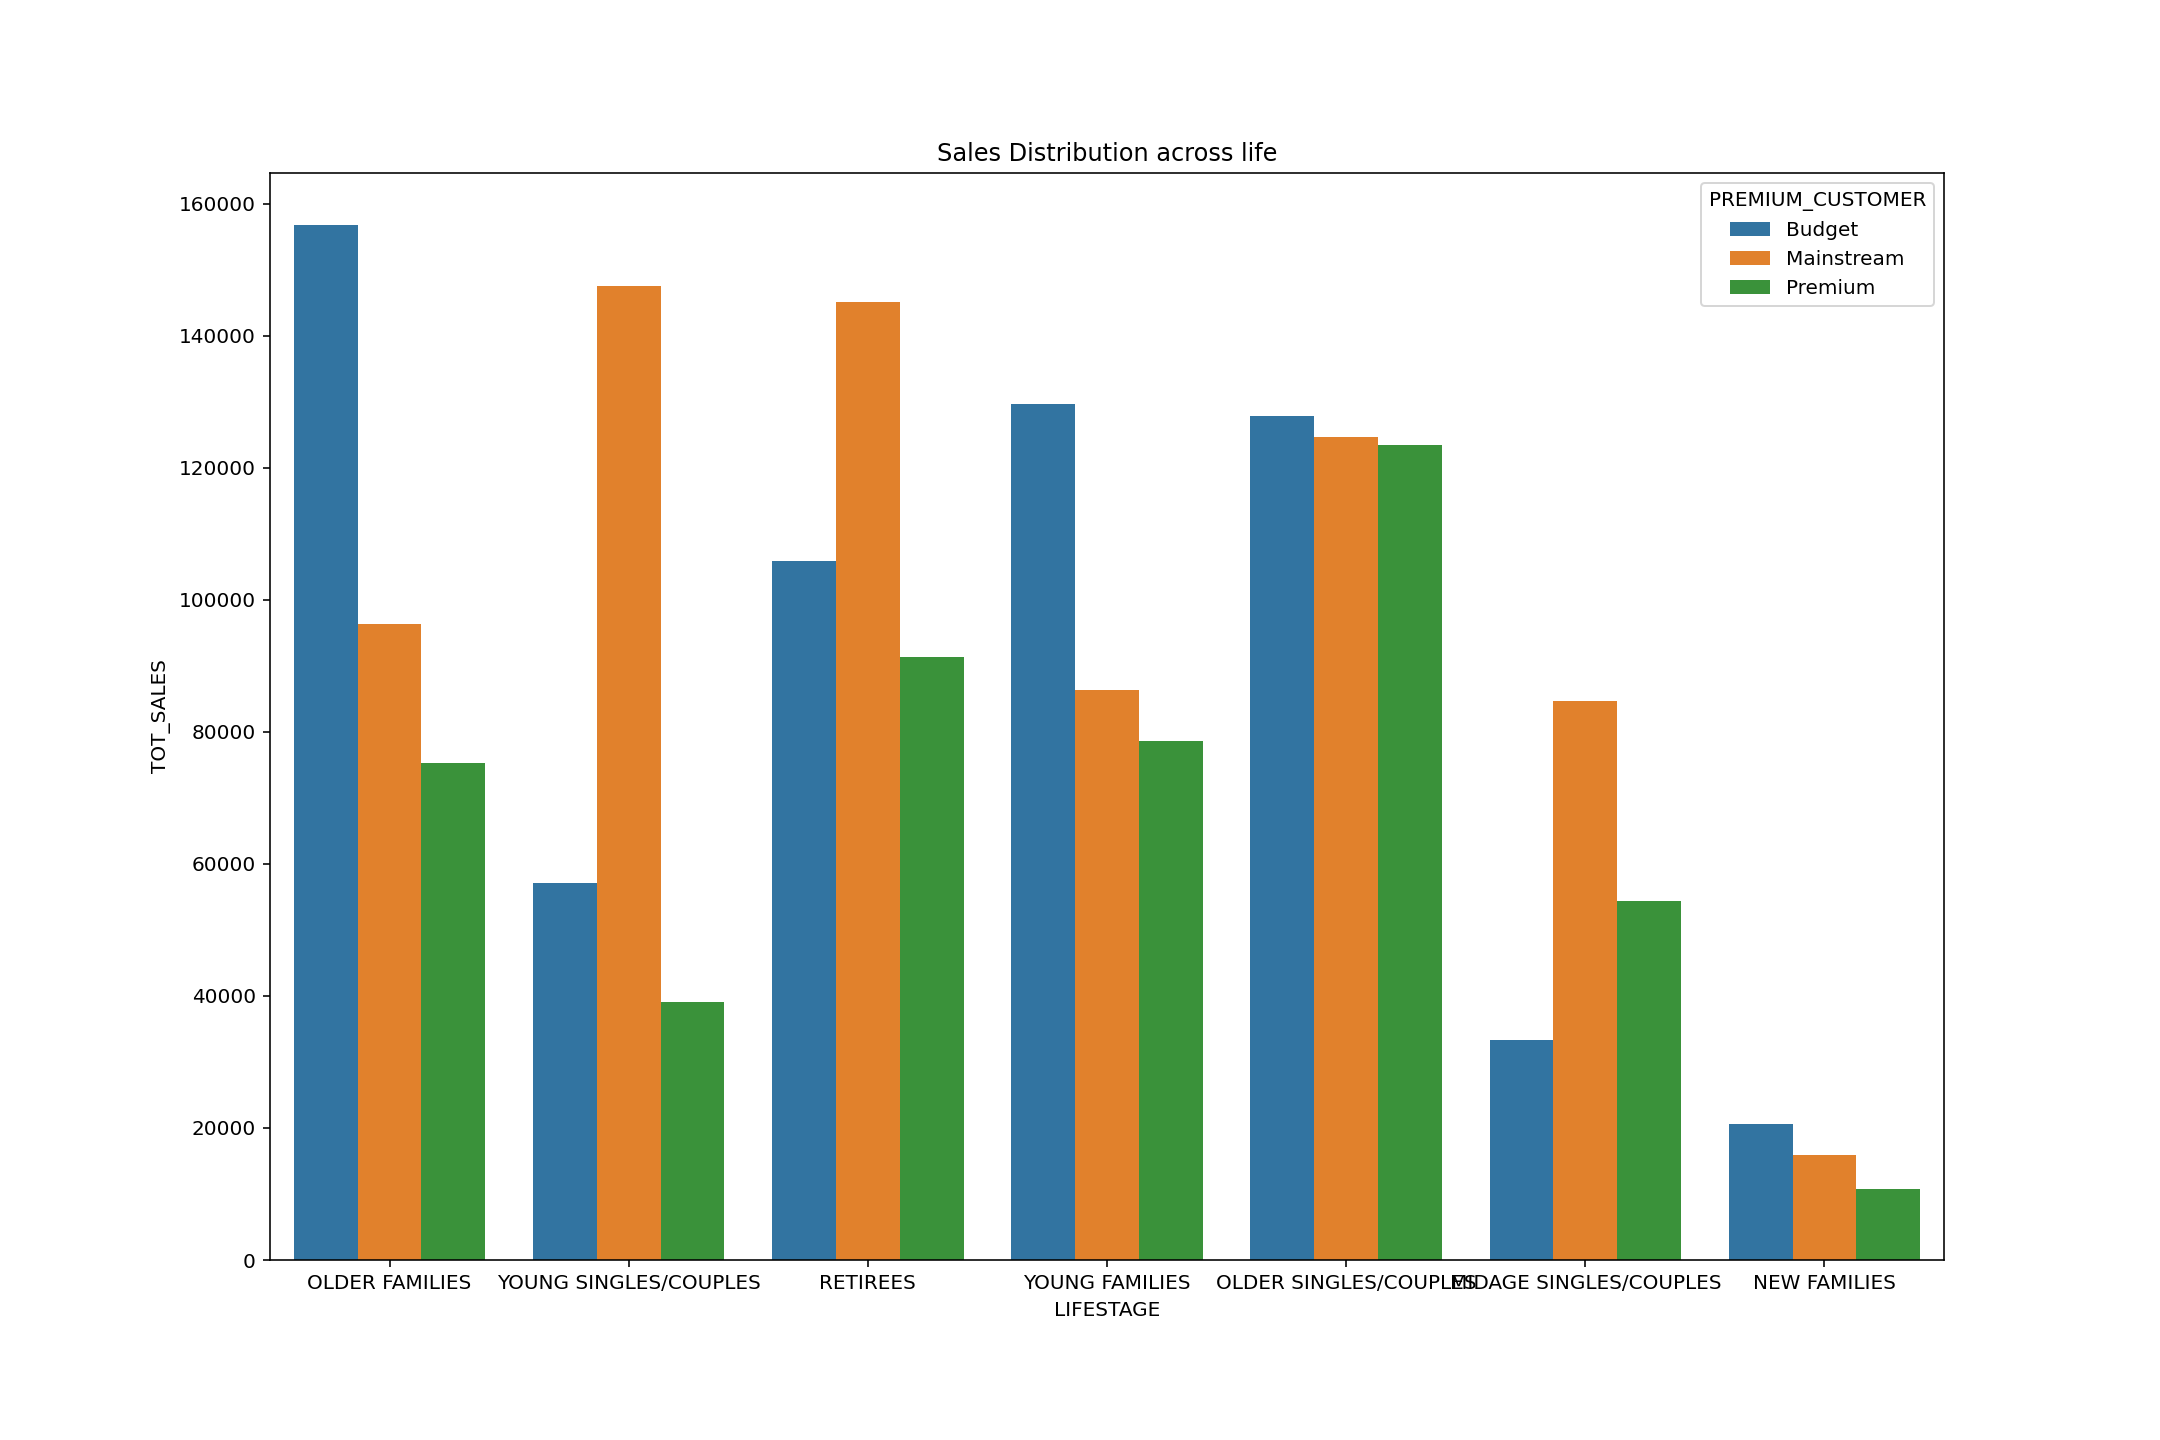 Sales Distribution across life
PREMIUM_CUSTOMER
Budget
Mainstream
Premium
TOT_SALES
160000
140000
120000
100000
80000
60000
40000
20000
0
OLDER FAMILIES YOUNG SINGLES/COUPLES RETIREES YOUNG FAMILIES OLDER SINGLES/COUPLES MIDAGE SINGLES/COUPLES NEW FAMILIES
LIFESTAGE